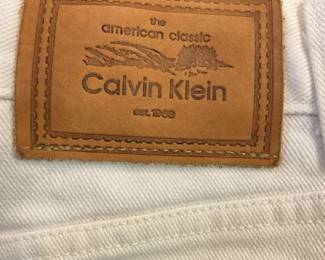 the
american classic
Calvin Klein
est. 1968